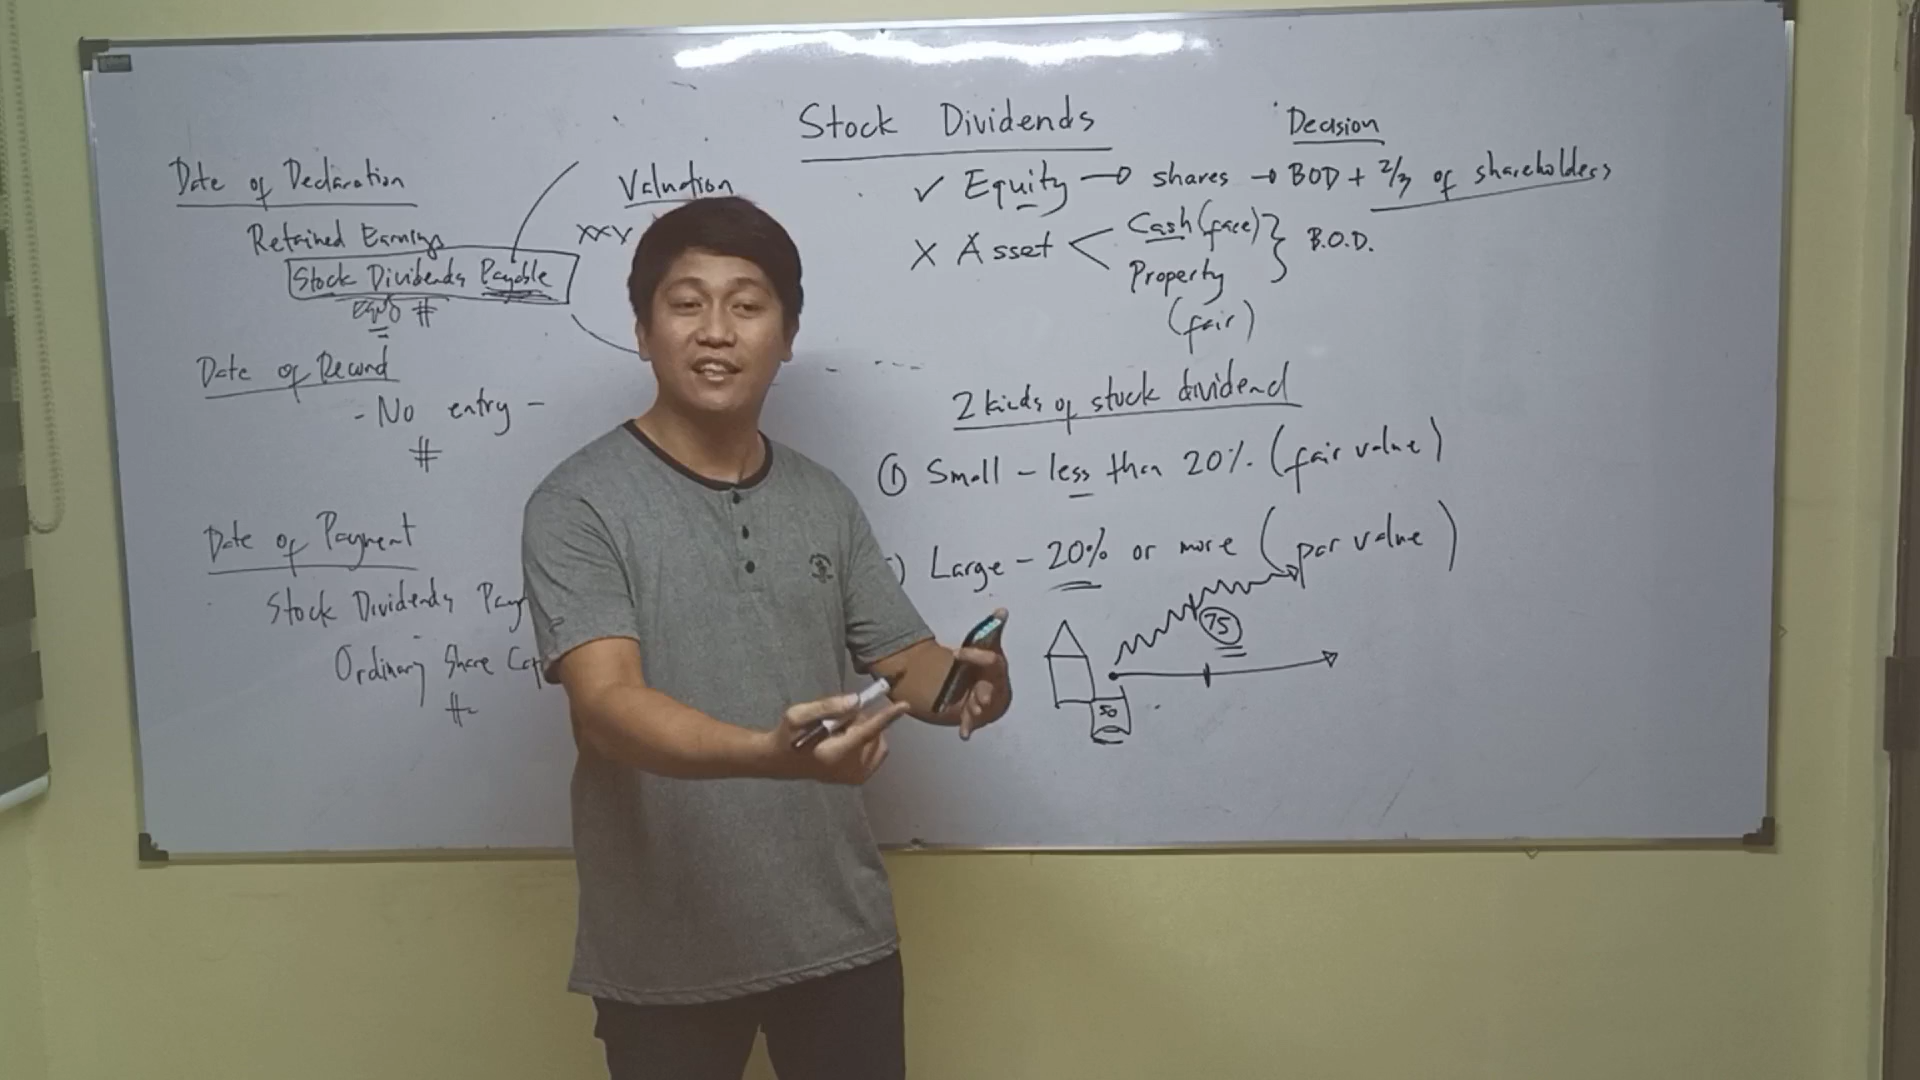 Stock Dividends
Date of Declaration
Retained Earnings
Stock Dividends Payable
Equity #
Date of Record
- No entry -
#
Date of Payment
Stock Dividends Pay
Ordinary Share Cap
#
Valuation
xxx
Decision
✓ Equity → shares → BOD + 2/3 of shareholders
X Asset < Cash (face) } B.O.D.
Property
(fair)
2 kinds of stock dividend
① Small - less than 20%. (fair value)
) Large - 20% or more (par value)
75
50